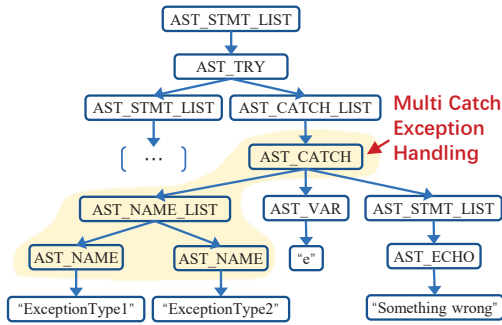 AST_STMT_LIST
AST_TRY
AST_STMT_LIST
AST_CATCH_LIST
Multi Catch
Exception
Handling
[ ... ]
AST_CATCH
AST_NAME_LIST
AST_VAR
AST_STMT_LIST
AST_NAME
AST_NAME
“e”
AST_ECHO
“ExceptionType1”
“ExceptionType2”
“Something wrong”